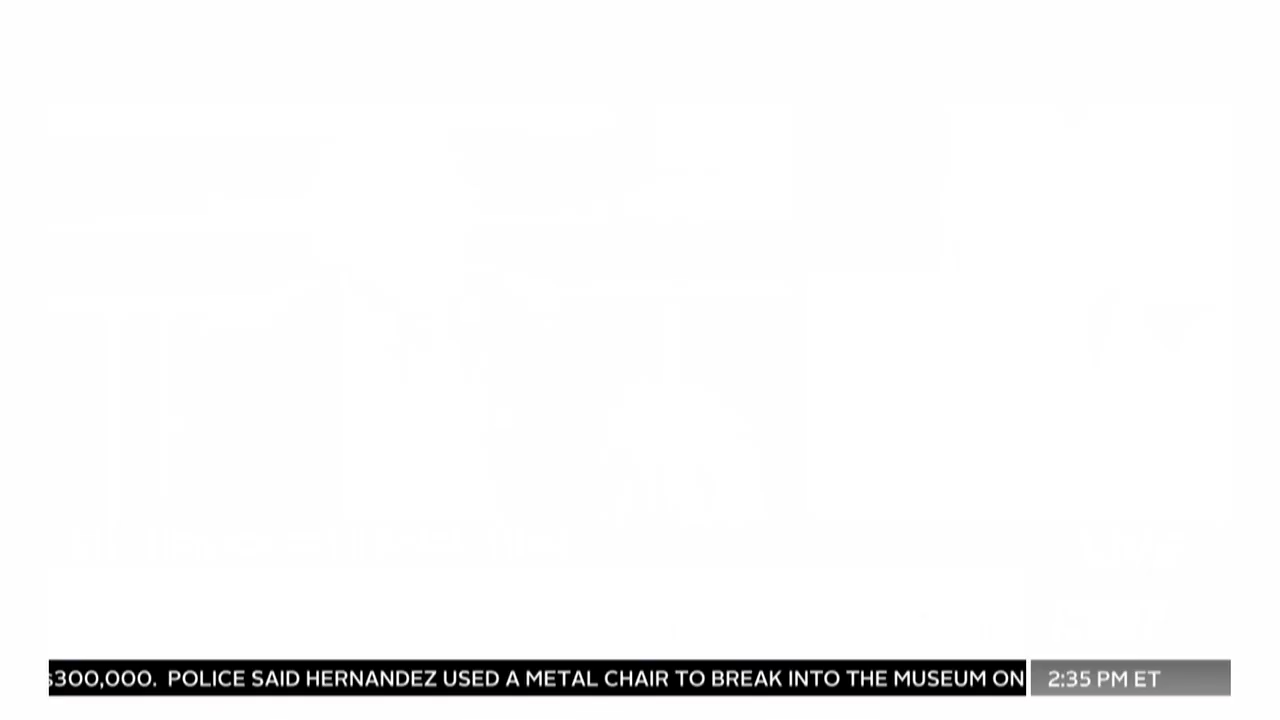 $300,000. POLICE SAID HERNANDEZ USED A METAL CHAIR TO BREAK INTO THE MUSEUM ON
2:35 PM ET